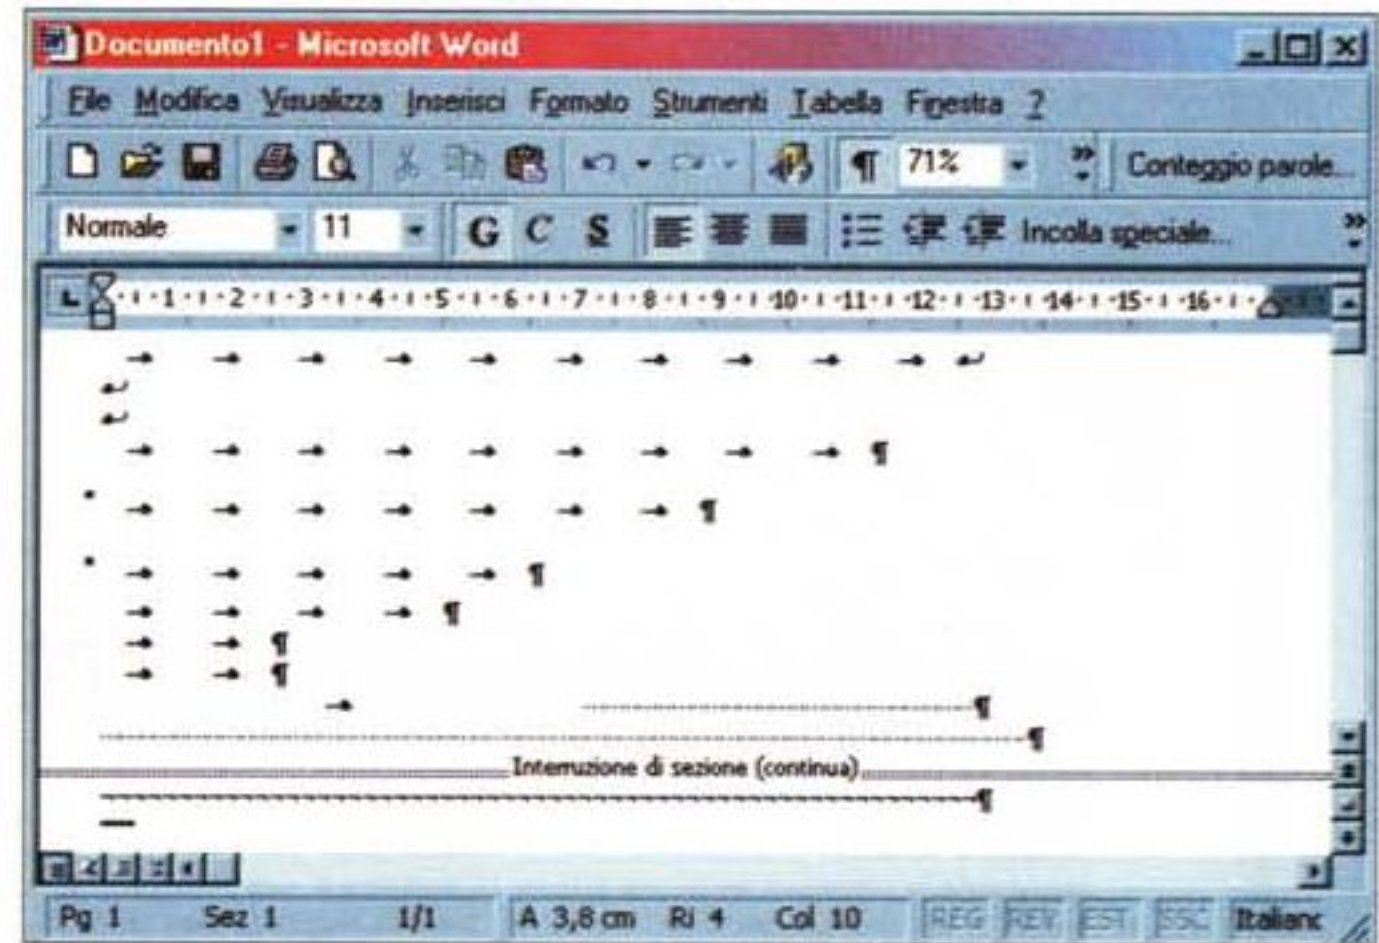 Documento1 - Microsoft Word
File Modifica Visualizza Inserisci Formato Strumenti Tabella Finestra ?
¶ 71% » Conteggio parole...
Normale 11 G C S Incolla speciale... »
1 2 3 4 5 6 7 8 9 10 11 12 13 14 15 16
¶
¶
¶
¶
¶
¶
¶
¶
Interruzione di sezione (continua)
¶
Pg 1 Sez 1 1/1 A 3,8 cm Ri 4 Col 10 REG REV EST SSC Italianc